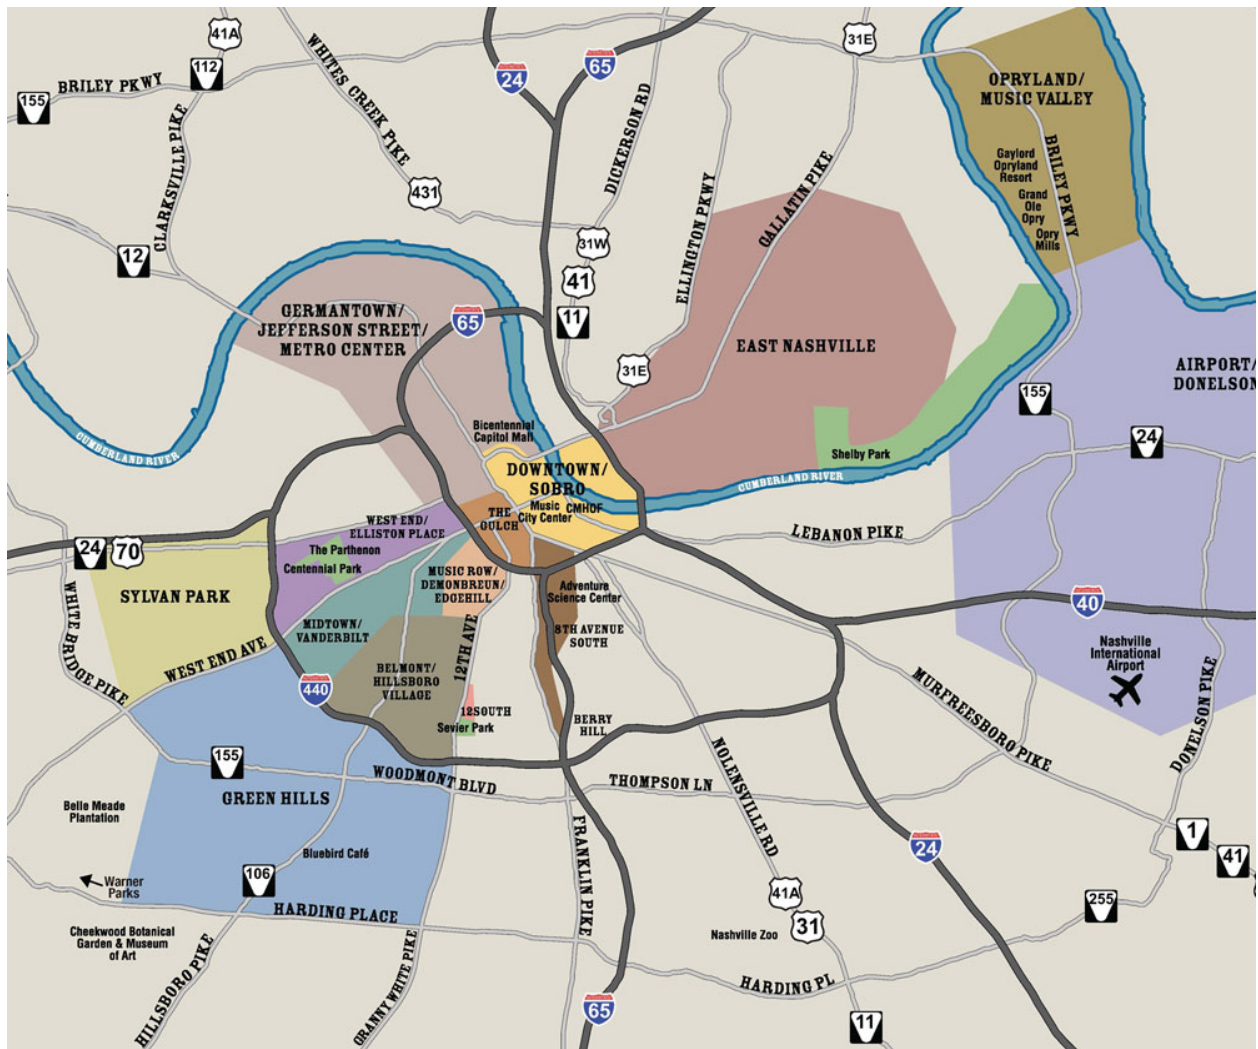 41A
31E
112
65
24
155
BRILEY PKWY
WHITES CREEK PIKE
DICKERSON RD
OPRYLAND/
MUSIC VALLEY
CLARKSVILLE PIKE
431
ELLINGTON PKWY
GALLATIN PIKE
Gaylord
Opryland
Resort
Grand
Ole
Opry
Opry
Mills
BRILEY PKWY
12
31W
41
11
GERMANTOWN/
JEFFERSON STREET/
METRO CENTER
65
31E
EAST NASHVILLE
AIRPORT/
DONELSON
155
24
CUMBERLAND RIVER
Bicentennial
Capitol Mall
DOWNTOWN/
SOBRO
Music
City Center
CMHOF
Shelby Park
CUMBERLAND RIVER
LEBANON PIKE
THE
GULCH
WEST END/
ELLISTON PLACE
The Parthenon
Centennial Park
24
70
SYLVAN PARK
MUSIC ROW/
DEMONBREUN/
EDGEHILL
Adventure
Science Center
8TH AVENUE
SOUTH
MIDTOWN/
VANDERBILT
WHITE BRIDGE PIKE
WEST END AVE
12TH AVE
40
Nashville
International
Airport
BELMONT/
HILLSBORO
VILLAGE
440
12SOUTH
Sevier Park
BERRY
HILL
MURFREESBORO PIKE
DONELSON PIKE
NOLENSVILLE RD
155
WOODMONT BLVD
THOMPSON LN
GREEN HILLS
Belle Meade
Plantation
Bluebird Café
FRANKLIN PIKE
24
1
41
Warner
Parks
106
HARDING PLACE
41A
31
255
Cheekwood Botanical
Garden & Museum
of Art
HILLSBORO PIKE
GRANNY WHITE PIKE
Nashville Zoo
HARDING PL
65
11